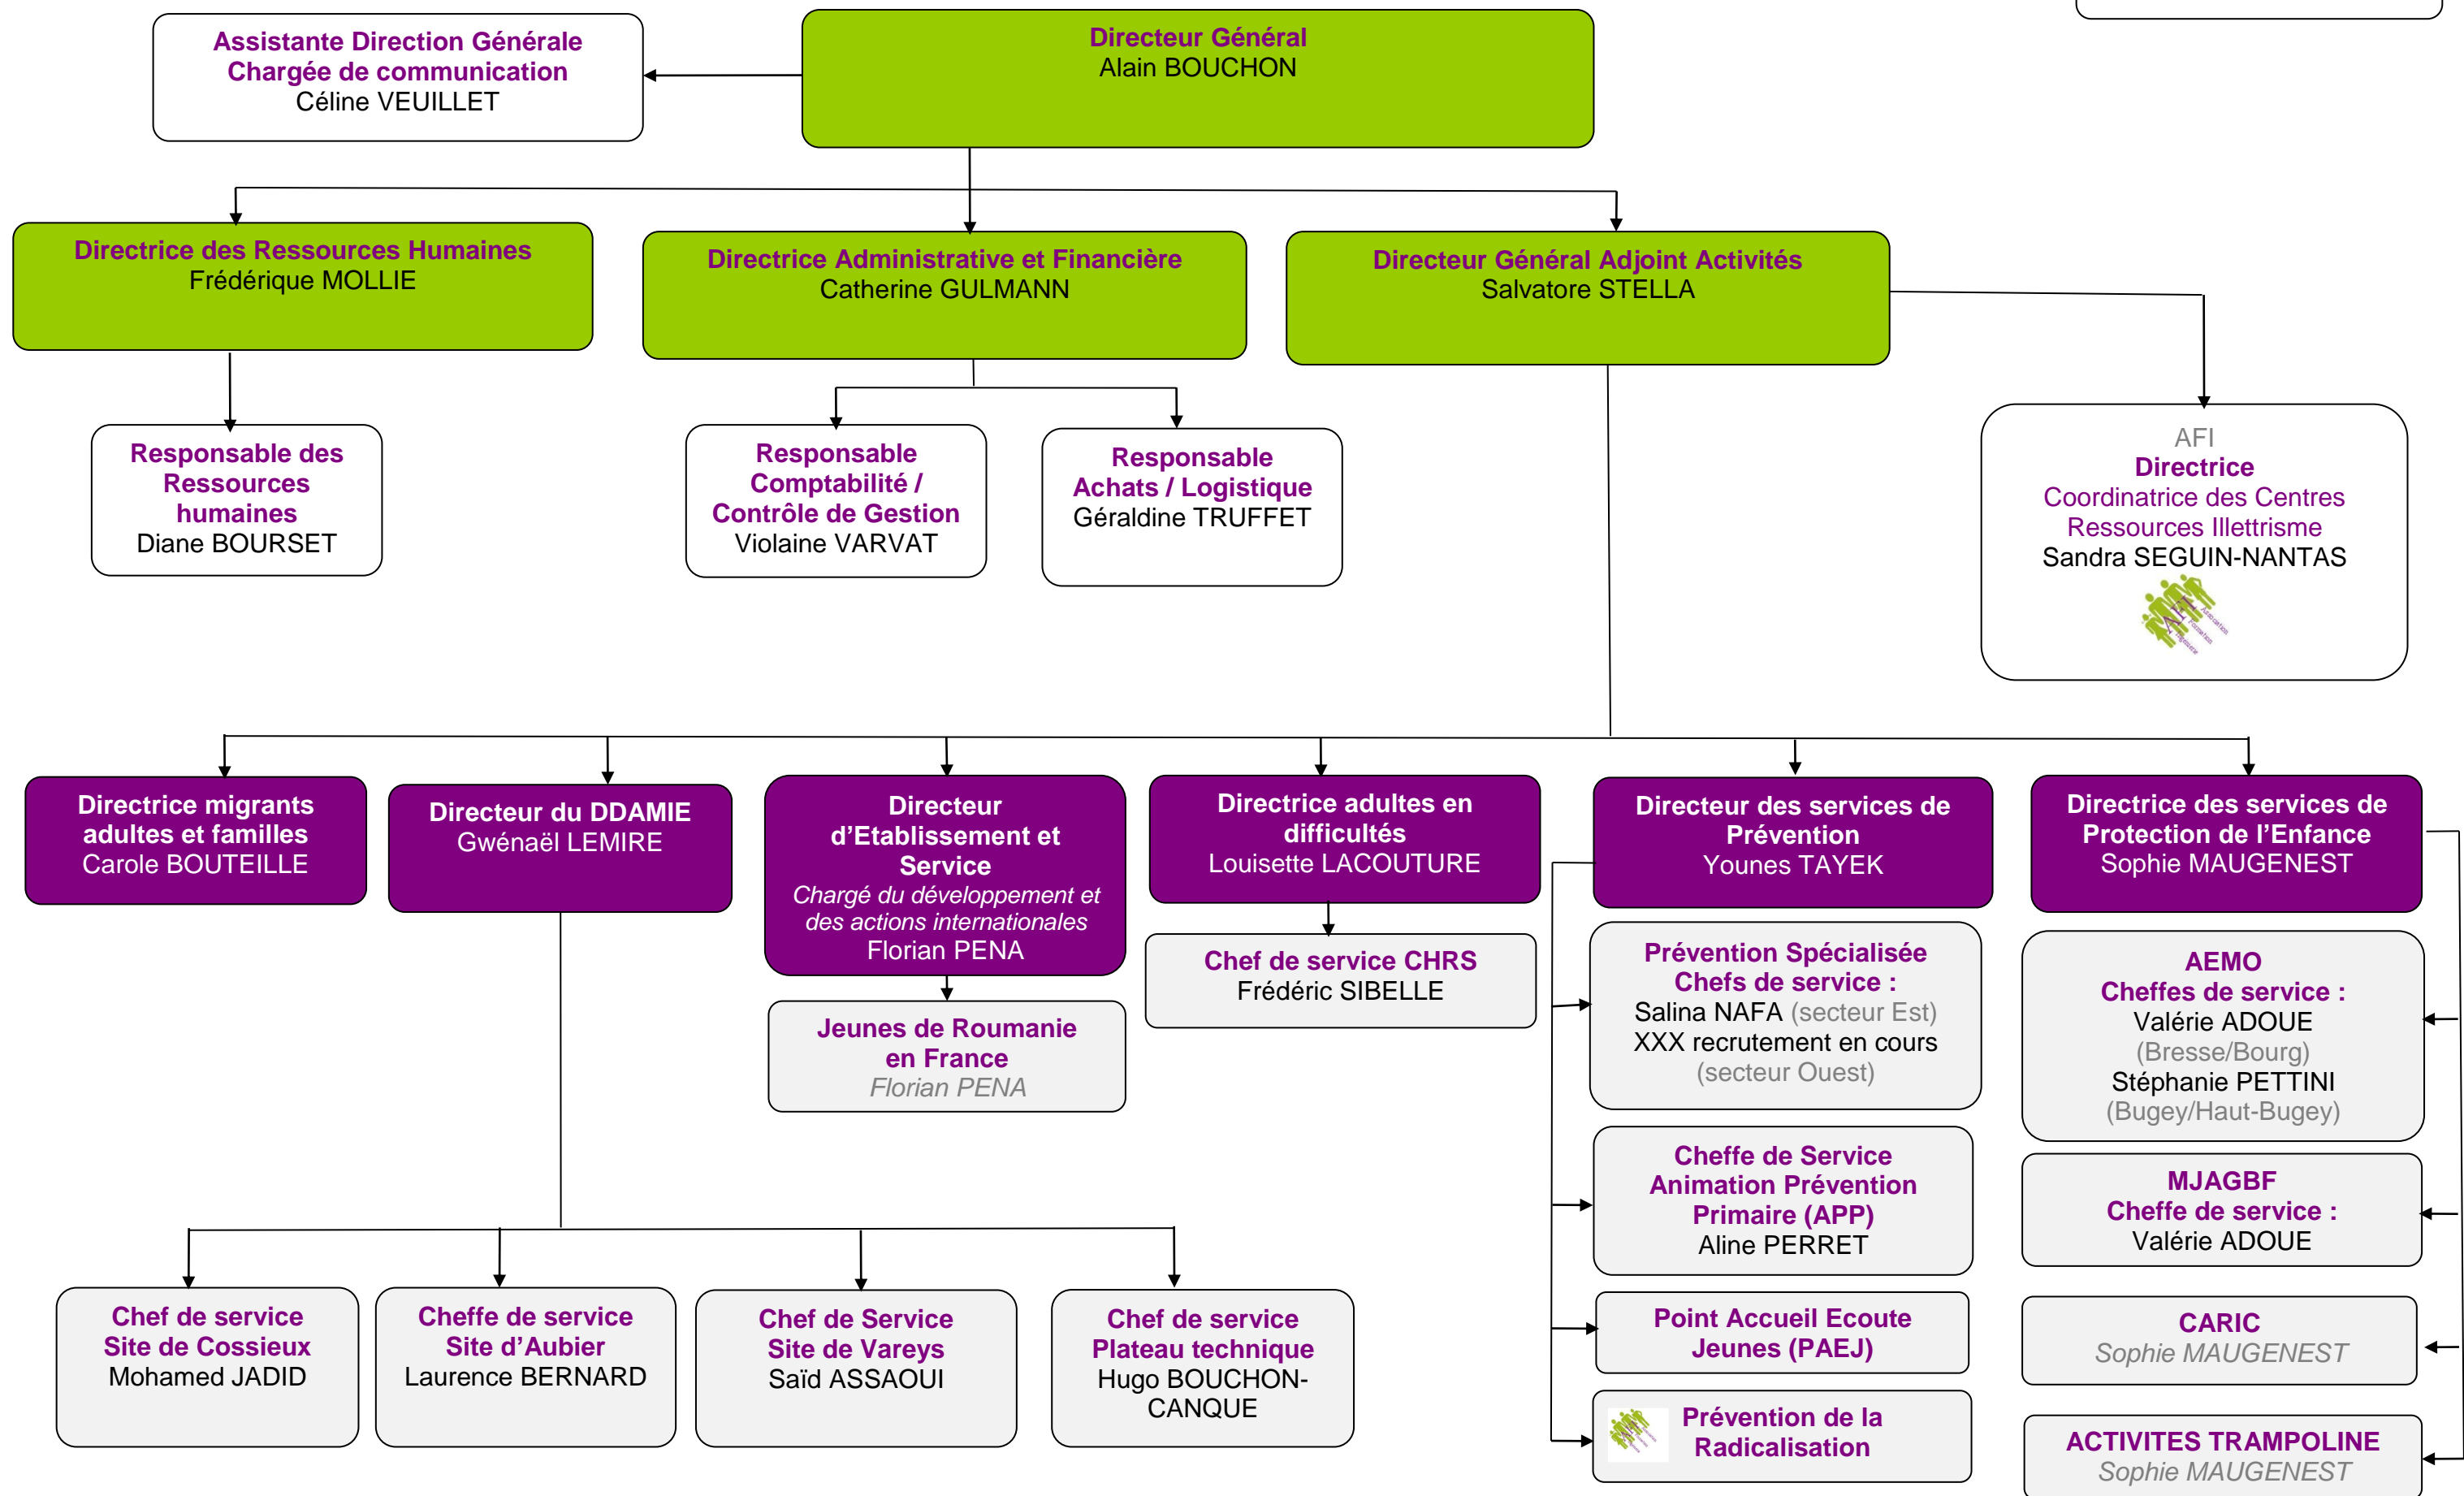 Assistante Direction Générale
Chargée de communication
Céline VEUILLET
Directeur Général
Alain BOUCHON
Directrice des Ressources Humaines
Frédérique MOLLIE
Directrice Administrative et Financière
Catherine GULMANN
Directeur Général Adjoint Activités
Salvatore STELLA
Responsable des
Ressources
humaines
Diane BOURSET
Responsable
Comptabilité /
Contrôle de Gestion
Violaine VARVAT
Responsable
Achats / Logistique
Géraldine TRUFFET
AFI
Directrice
Coordinatrice des Centres
Ressources Illettrisme
Sandra SEGUIN-NANTAS
AFI
Association
Formation
Ingénierie
Directrice migrants
adultes et familles
Carole BOUTEILLE
Directeur du DDAMIE
Gwénaël LEMIRE
Directeur
d’Etablissement et
Service
Chargé du développement et
des actions internationales
Florian PENA
Directrice adultes en
difficultés
Louisette LACOUTURE
Directeur des services de
Prévention
Younes TAYEK
Directrice des services de
Protection de l’Enfance
Sophie MAUGENEST
Jeunes de Roumanie
en France
Florian PENA
Chef de service CHRS
Frédéric SIBELLE
Prévention Spécialisée
Chefs de service :
Salina NAFA (secteur Est)
XXX recrutement en cours
(secteur Ouest)
AEMO
Cheffes de service :
Valérie ADOUE
(Bresse/Bourg)
Stéphanie PETTINI
(Bugey/Haut-Bugey)
Cheffe de Service
Animation Prévention
Primaire (APP)
Aline PERRET
MJAGBF
Cheffe de service :
Valérie ADOUE
Chef de service
Site de Cossieux
Mohamed JADID
Cheffe de service
Site d’Aubier
Laurence BERNARD
Chef de Service
Site de Vareys
Saïd ASSAOUI
Chef de service
Plateau technique
Hugo BOUCHON-
CANQUE
Point Accueil Ecoute
Jeunes (PAEJ)
CARIC
Sophie MAUGENEST
Prévention de la
Radicalisation
ACTIVITES TRAMPOLINE
Sophie MAUGENEST